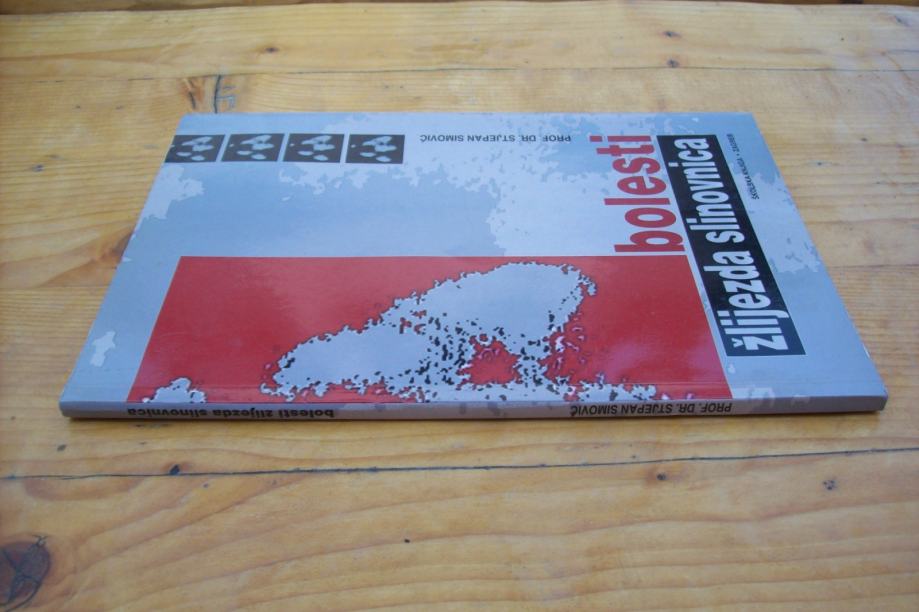 PROF. DR. STJEPAN SIMOVIĆ
bolesti
žlijezda slinovnica
ŠKOLSKA KNJIGA • ZAGREB
PROF. DR. STJEPAN SIMOVIĆ
bolesti žlijezda slinovnica